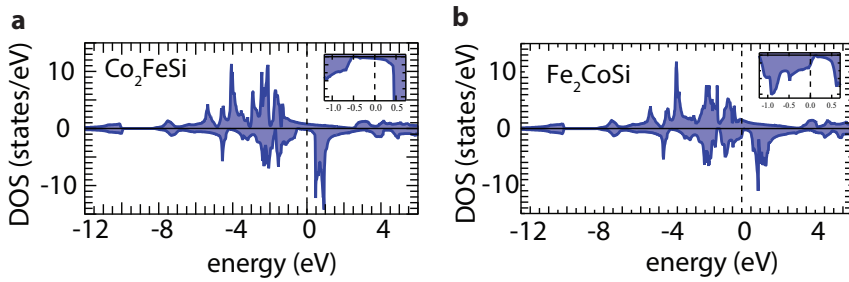 a
DOS (states/eV)
10
0
-10
Co₂FeSi
-1.0 -0.5 0.0 0.5
-12 -8 -4 0 4
energy (eV)
b
DOS (states/eV)
10
0
-10
Fe₂CoSi
-1.0 -0.5 0.0 0.5
-12 -8 -4 0 4
energy (eV)